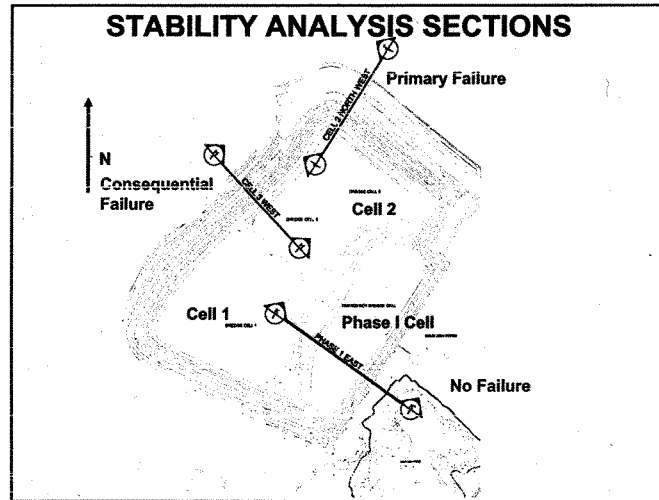 STABILITY ANALYSIS SECTIONS
Primary Failure
CELL 2 NORTH WEST
N
Consequential
Failure
CELL 2 WEST
Cell 2
Cell 1
Phase I Cell
PHASE 1 EAST
No Failure